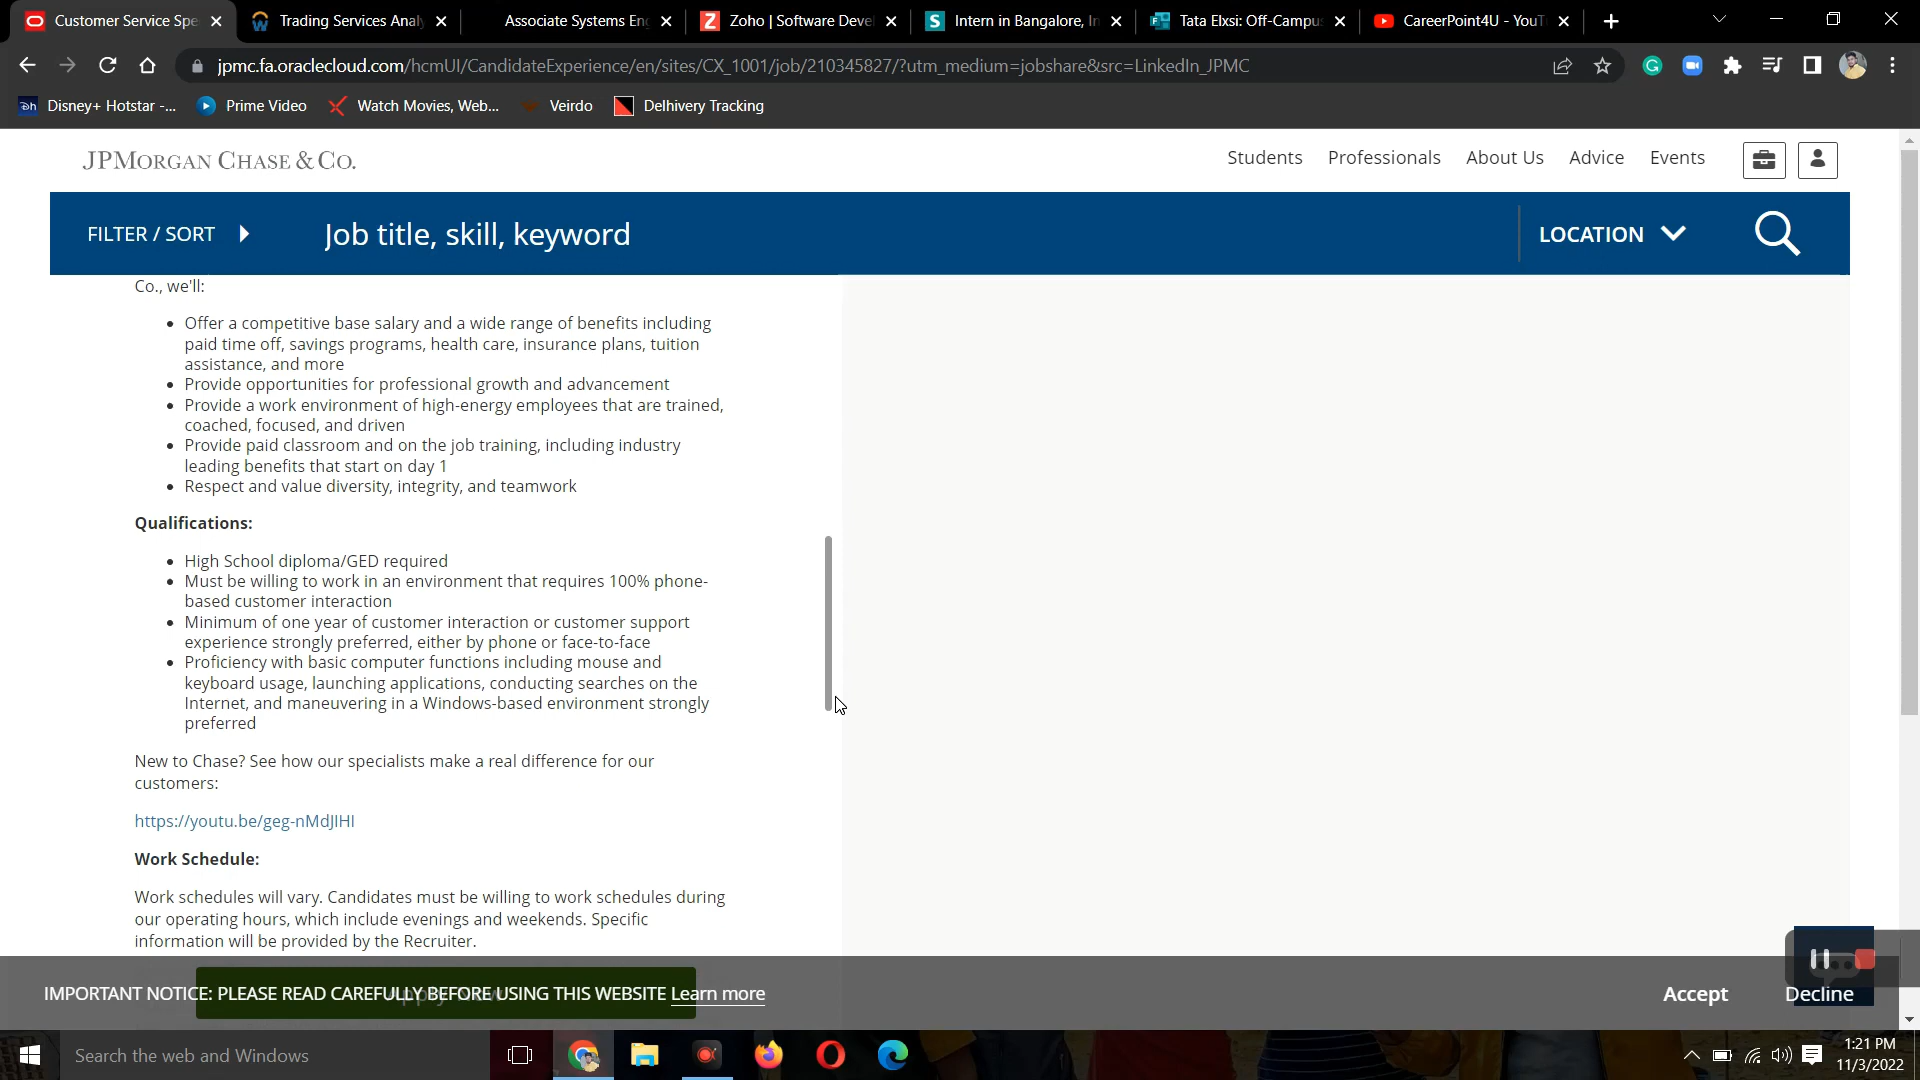 Customer Service Spe
Trading Services Anal
Associate Systems En
Zoho | Software Deve
Intern in Bangalore, In
Tata Elxsi: Off-Campus
CareerPoint4U - YouT
jpmc.fa.oraclecloud.com/hcmUI/CandidateExperience/en/sites/CX_1001/job/210345827/?utm_medium=jobshare&src=LinkedIn_JPMC
Disney+ Hotstar -...
Prime Video
Watch Movies, Web...
Veirdo
Delhivery Tracking
JPMORGAN CHASE & CO.
Students
Professionals
About Us
Advice
Events
FILTER / SORT
Job title, skill, keyword
LOCATION
Co., we'll:
• Offer a competitive base salary and a wide range of benefits including
paid time off, savings programs, health care, insurance plans, tuition
assistance, and more
• Provide opportunities for professional growth and advancement
• Provide a work environment of high-energy employees that are trained,
coached, focused, and driven
• Provide paid classroom and on the job training, including industry
leading benefits that start on day 1
• Respect and value diversity, integrity, and teamwork
Qualifications:
• High School diploma/GED required
• Must be willing to work in an environment that requires 100% phone-
based customer interaction
• Minimum of one year of customer interaction or customer support
experience strongly preferred, either by phone or face-to-face
• Proficiency with basic computer functions including mouse and
keyboard usage, launching applications, conducting searches on the
Internet, and maneuvering in a Windows-based environment strongly
preferred
New to Chase? See how our specialists make a real difference for our
customers:
https://youtu.be/geg-nMdJIHI
Work Schedule:
Work schedules will vary. Candidates must be willing to work schedules during
our operating hours, which include evenings and weekends. Specific
information will be provided by the Recruiter.
IMPORTANT NOTICE: PLEASE READ CAREFULLY BEFORE USING THIS WEBSITE Learn more
Accept
Decline
Search the web and Windows
1:21 PM
11/3/2022